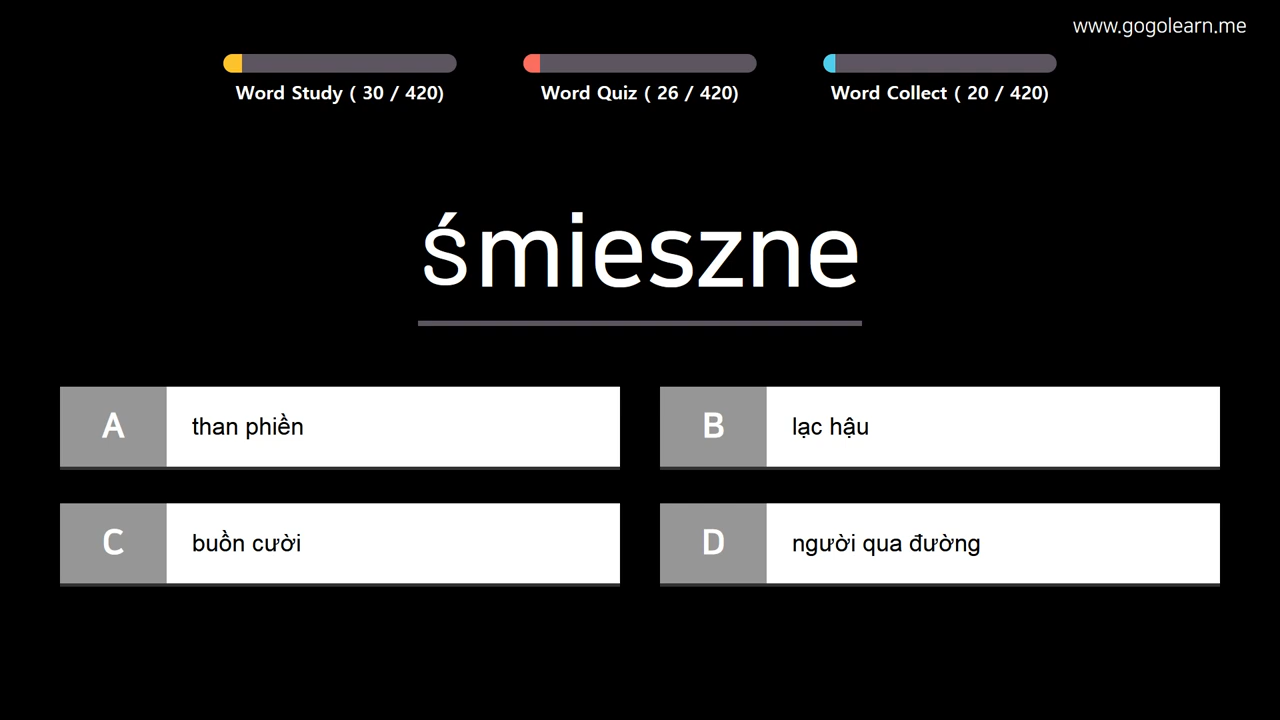 www.gogolearn.me
Word Study ( 30 / 420)
Word Quiz ( 26 / 420)
Word Collect ( 20 / 420)
śmieszne
A than phiền
B lạc hậu
C buồn cười
D người qua đường